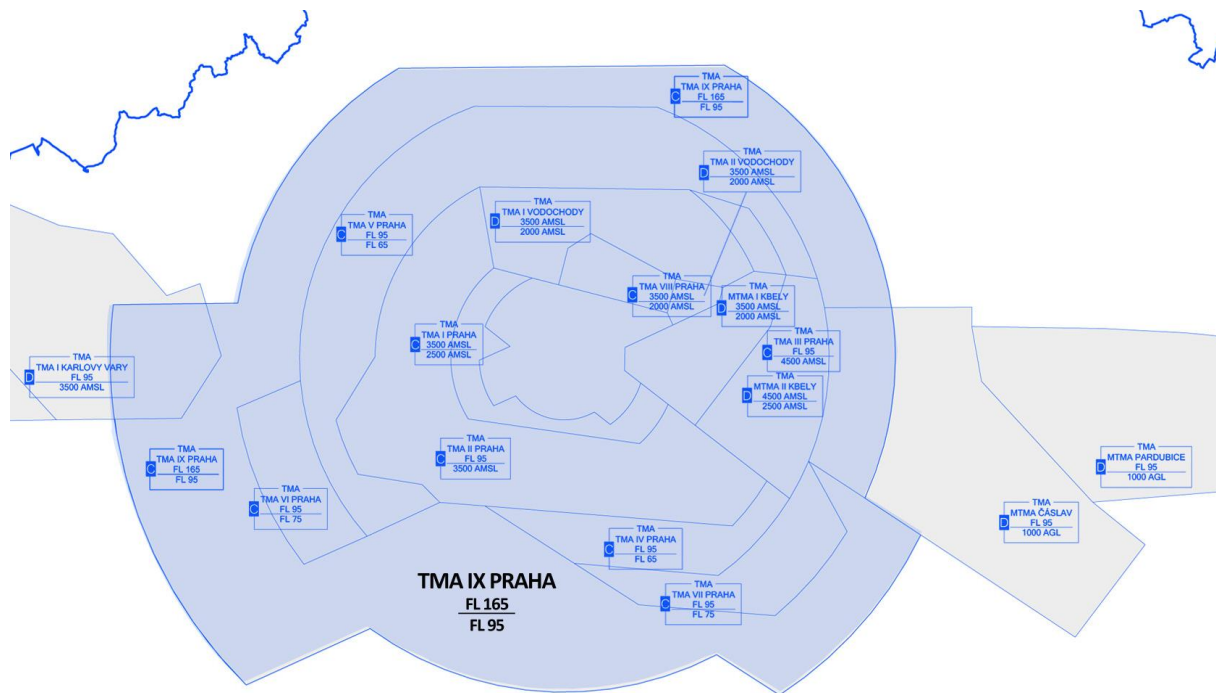 TMA
TMA IX PRAHA
C
FL 165
FL 95
TMA
TMA II VODOCHODY
D
3500 AMSL
2000 AMSL
TMA
TMA I VODOCHODY
D
3500 AMSL
2000 AMSL
TMA
TMA V PRAHA
C
FL 95
FL 65
TMA
TMA VIII PRAHA
C
3500 AMSL
2000 AMSL
TMA
MTMA I KBELY
D
3500 AMSL
2000 AMSL
TMA
TMA I PRAHA
C
3500 AMSL
2500 AMSL
TMA
TMA III PRAHA
C
FL 95
4500 AMSL
TMA
TMA I KARLOVY VARY
D
FL 95
3500 AMSL
TMA
MTMA II KBELY
D
4500 AMSL
2500 AMSL
TMA
TMA II PRAHA
C
FL 95
3500 AMSL
TMA
TMA IX PRAHA
C
FL 165
FL 95
TMA
MTMA PARDUBICE
D
FL 95
1000 AGL
TMA
TMA VI PRAHA
C
FL 95
FL 75
TMA
MTMA ČÁSLAV
D
FL 95
1000 AGL
TMA
TMA IV PRAHA
C
FL 95
FL 65
TMA IX PRAHA
FL 165
FL 95
TMA
TMA VII PRAHA
C
FL 95
FL 75